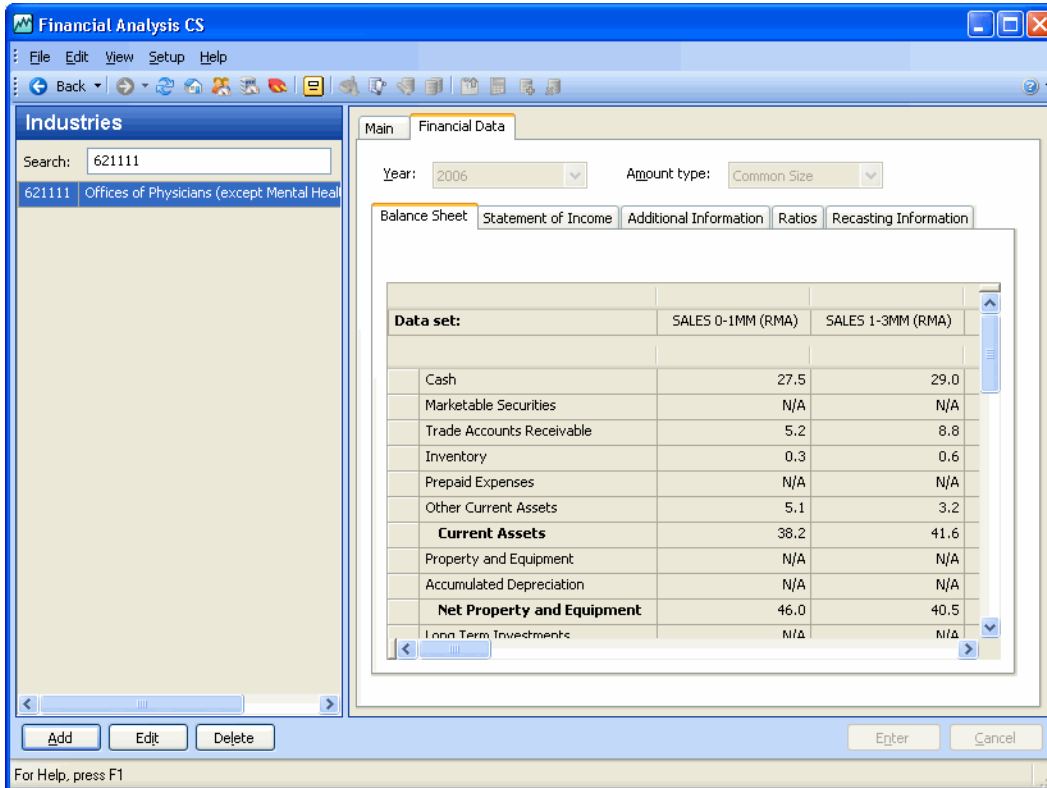 Financial Analysis CS
File Edit View Setup Help
Back
Industries
Search: 621111
621111 Offices of Physicians (except Mental Heal
Main Financial Data
Year: 2006 Amount type: Common Size
Balance Sheet Statement of Income Additional Information Ratios Recasting Information
Data set: SALES 0-1MM (RMA) SALES 1-3MM (RMA)
Cash 27.5 29.0
Marketable Securities N/A N/A
Trade Accounts Receivable 5.2 8.8
Inventory 0.3 0.6
Prepaid Expenses N/A N/A
Other Current Assets 5.1 3.2
Current Assets 38.2 41.6
Property and Equipment N/A N/A
Accumulated Depreciation N/A N/A
Net Property and Equipment 46.0 40.5
Long Term Investments N/A N/A
Add Edit Delete Enter Cancel
For Help, press F1